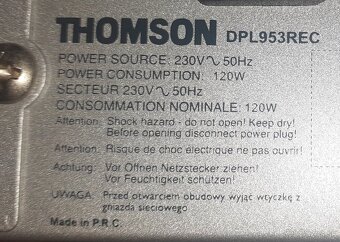 THOMSON DPL953REC
POWER SOURCE: 230V∿ 50Hz
POWER CONSUMPTION: 120W
SECTEUR 230V∿ 50Hz
CONSOMMATION NOMINALE: 120W
Attention: Shock hazard - do not open! Keep dry!
Before opening disconnect power plug!
Attention: Risque de choc électrique ne pas ouvrir!
Achtung: Vor Öffnen Netzstecker ziehen!
Vor Feuchtigkeit schützen!
UWAGA: Przed otwarciem obudowy wyjąć wtyczkę z
gniazda sieciowego
Made in P.R.C.